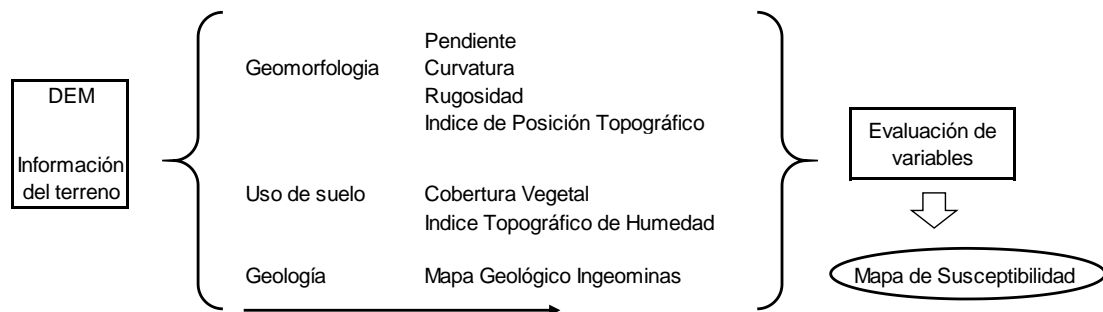 DEM
Información
del terreno
Geomorfologia
Pendiente
Curvatura
Rugosidad
Indice de Posición Topográfico
Uso de suelo
Cobertura Vegetal
Indice Topográfico de Humedad
Geología
Mapa Geológico Ingeominas
Evaluación de
variables
Mapa de Susceptibilidad